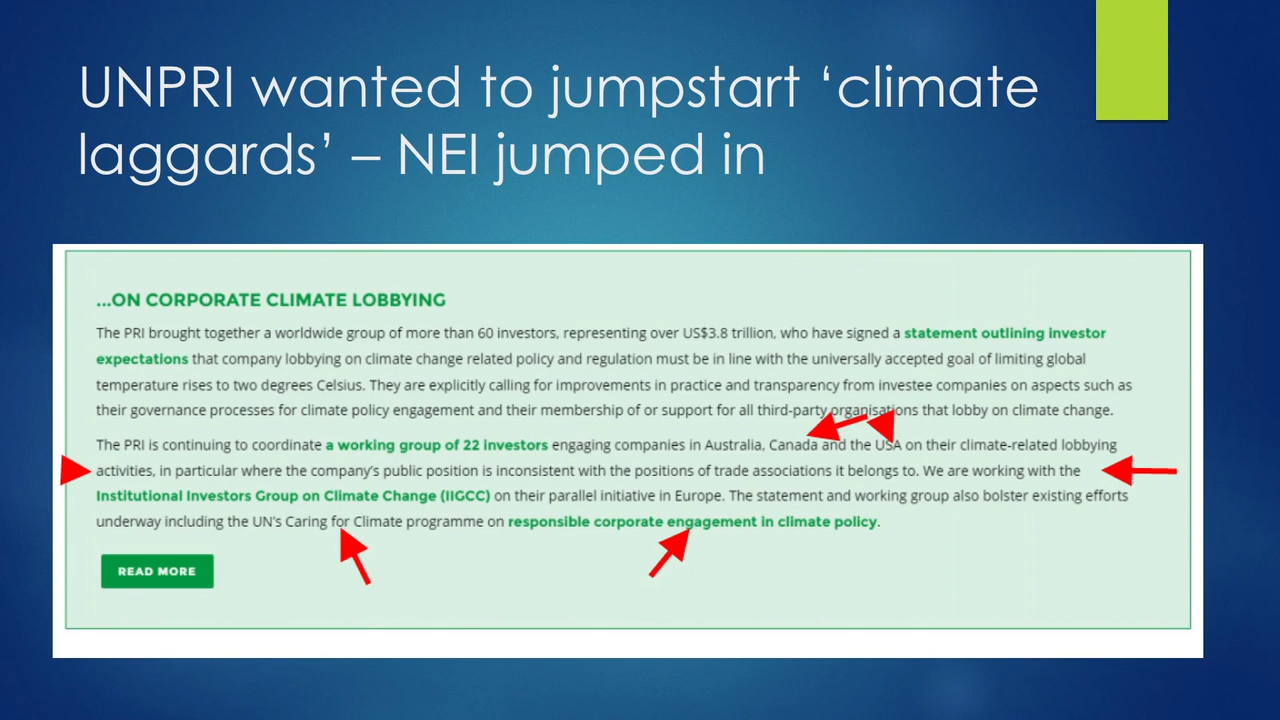 UNPRI wanted to jumpstart ‘climate
laggards’ – NEI jumped in
...ON CORPORATE CLIMATE LOBBYING
The PRI brought together a worldwide group of more than 60 investors, representing over US$3.8 trillion, who have signed a statement outlining investor
expectations that company lobbying on climate change related policy and regulation must be in line with the universally accepted goal of limiting global
temperature rises to two degrees Celsius. They are explicitly calling for improvements in practice and transparency from investee companies on aspects such as
their governance processes for climate policy engagement and their membership of or support for all third-party organisations that lobby on climate change.
The PRI is continuing to coordinate a working group of 22 investors engaging companies in Australia, Canada and the USA on their climate-related lobbying
activities, in particular where the company's public position is inconsistent with the positions of trade associations it belongs to. We are working with the
Institutional Investors Group on Climate Change (IIGCC) on their parallel initiative in Europe. The statement and working group also bolster existing efforts
underway including the UN's Caring for Climate programme on responsible corporate engagement in climate policy.
READ MORE